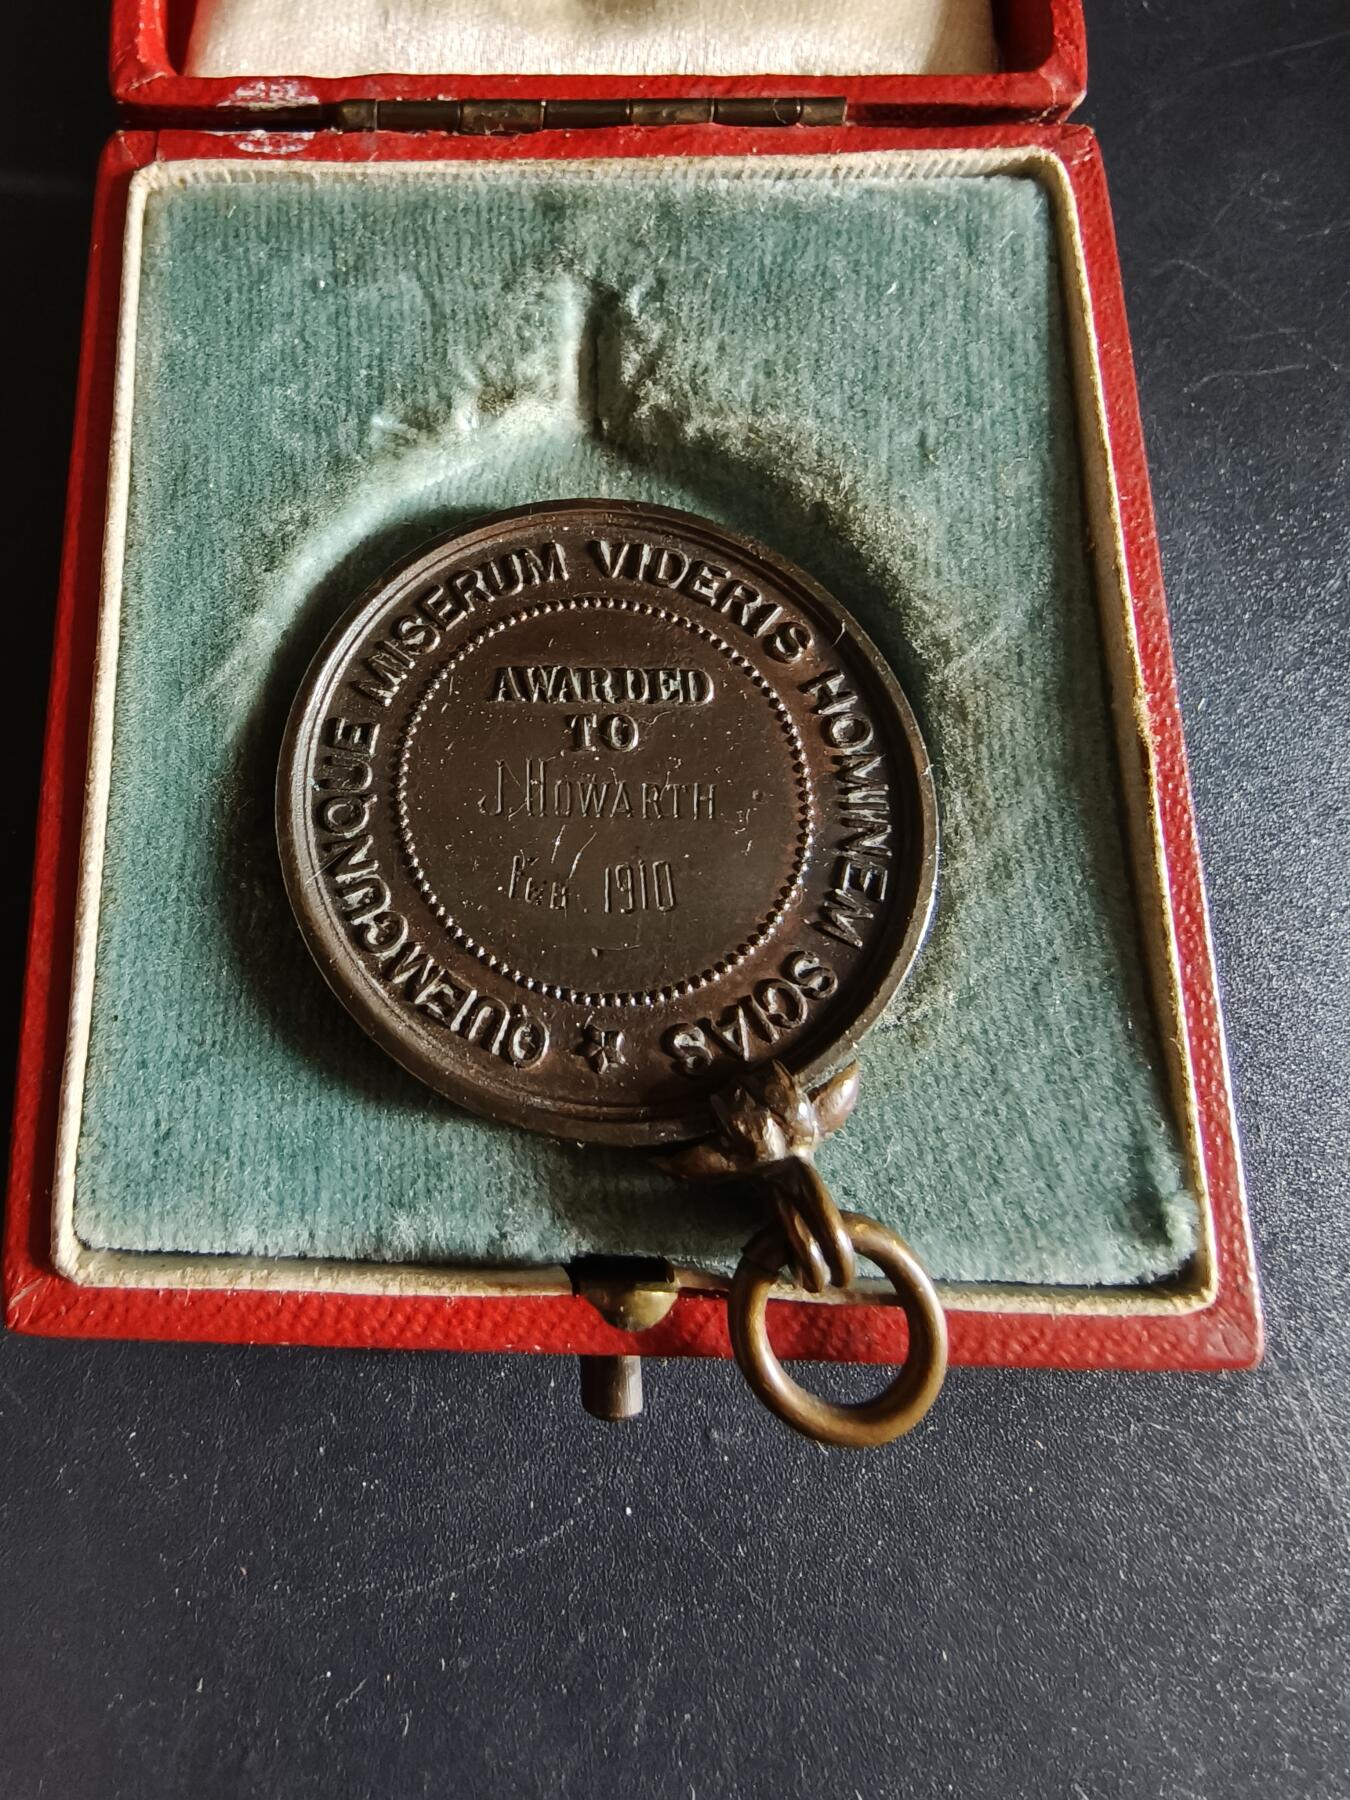 QUEMCUNQUE MISERUM VIDERIS HOMINEM SCIAS
AWARDED
TO
J. HOWARTH
FEB. 1910